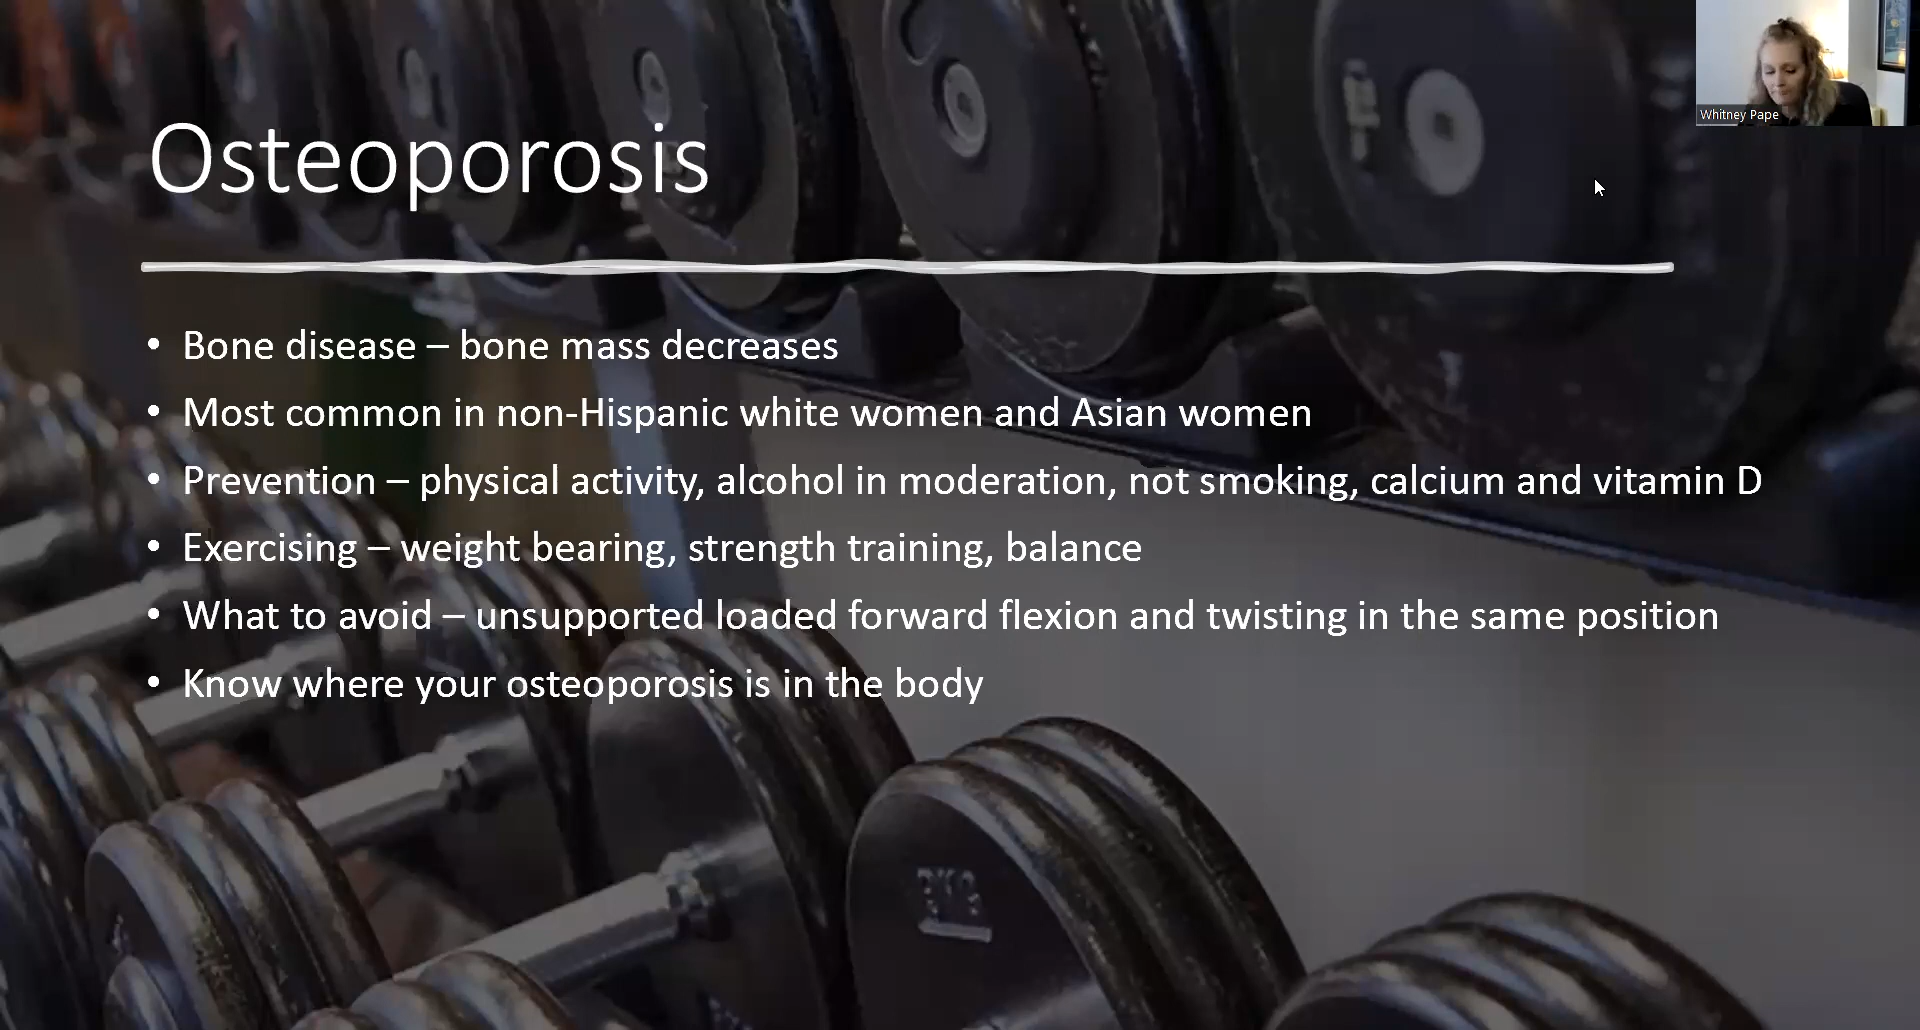 Whitney Pape
Osteoporosis
• Bone disease – bone mass decreases
• Most common in non-Hispanic white women and Asian women
• Prevention – physical activity, alcohol in moderation, not smoking, calcium and vitamin D
• Exercising – weight bearing, strength training, balance
• What to avoid – unsupported loaded forward flexion and twisting in the same position
• Know where your osteoporosis is in the body